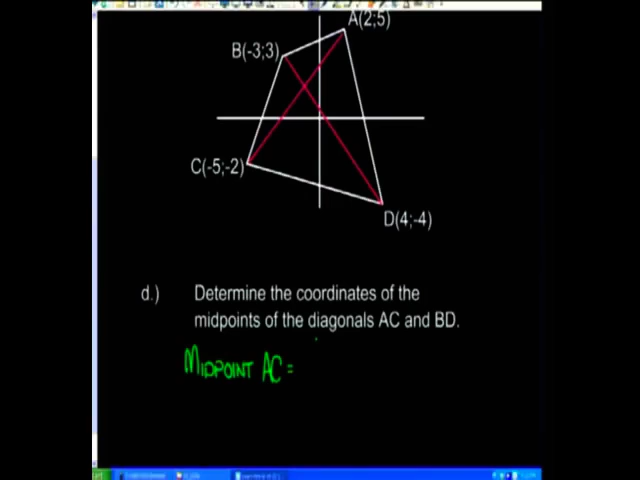 A(2;5)
B(-3;3)
C(-5;-2)
D(4;-4)
d.) Determine the coordinates of the
midpoints of the diagonals AC and BD.
MIDPOINT AC =